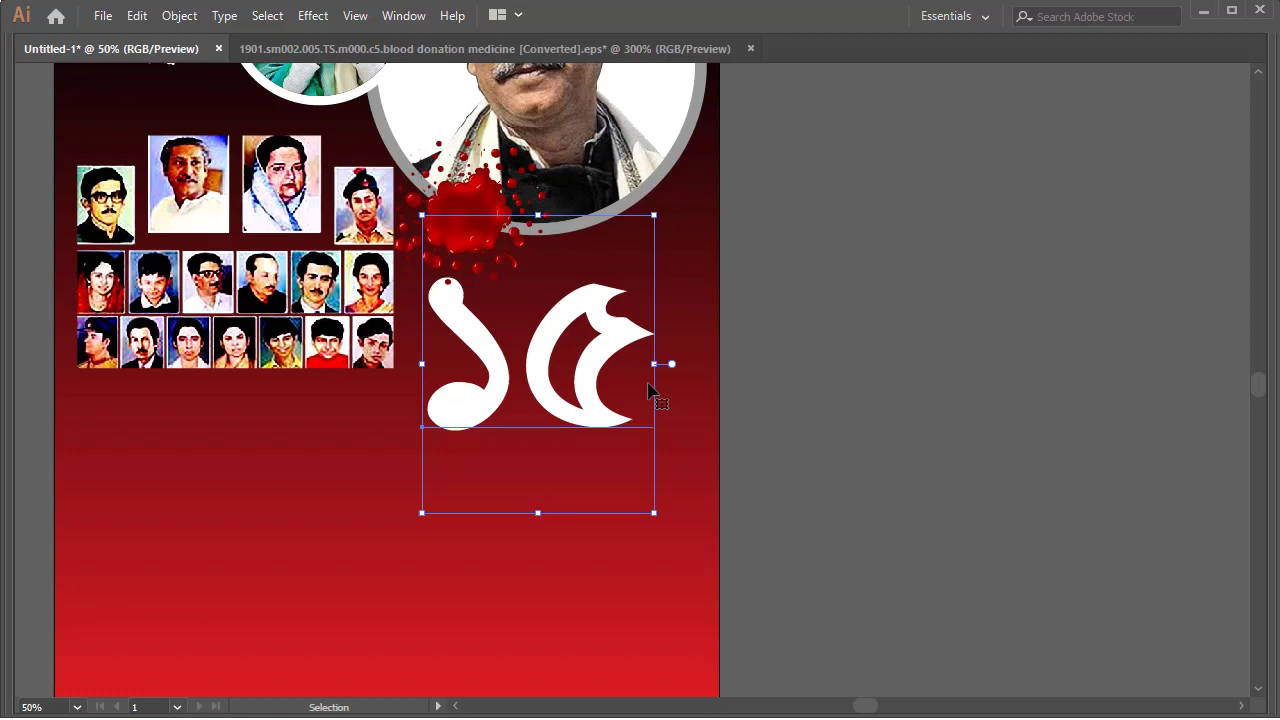 Ai File Edit Object Type Select Effect View Window Help Essentials Search Adobe Stock
Untitled-1* @ 50% (RGB/Preview) × 1901.sm002.005.TS.m000.c5.blood donation medicine [Converted].eps* @ 300% (RGB/Preview) ×
১৫
50% 1 Selection